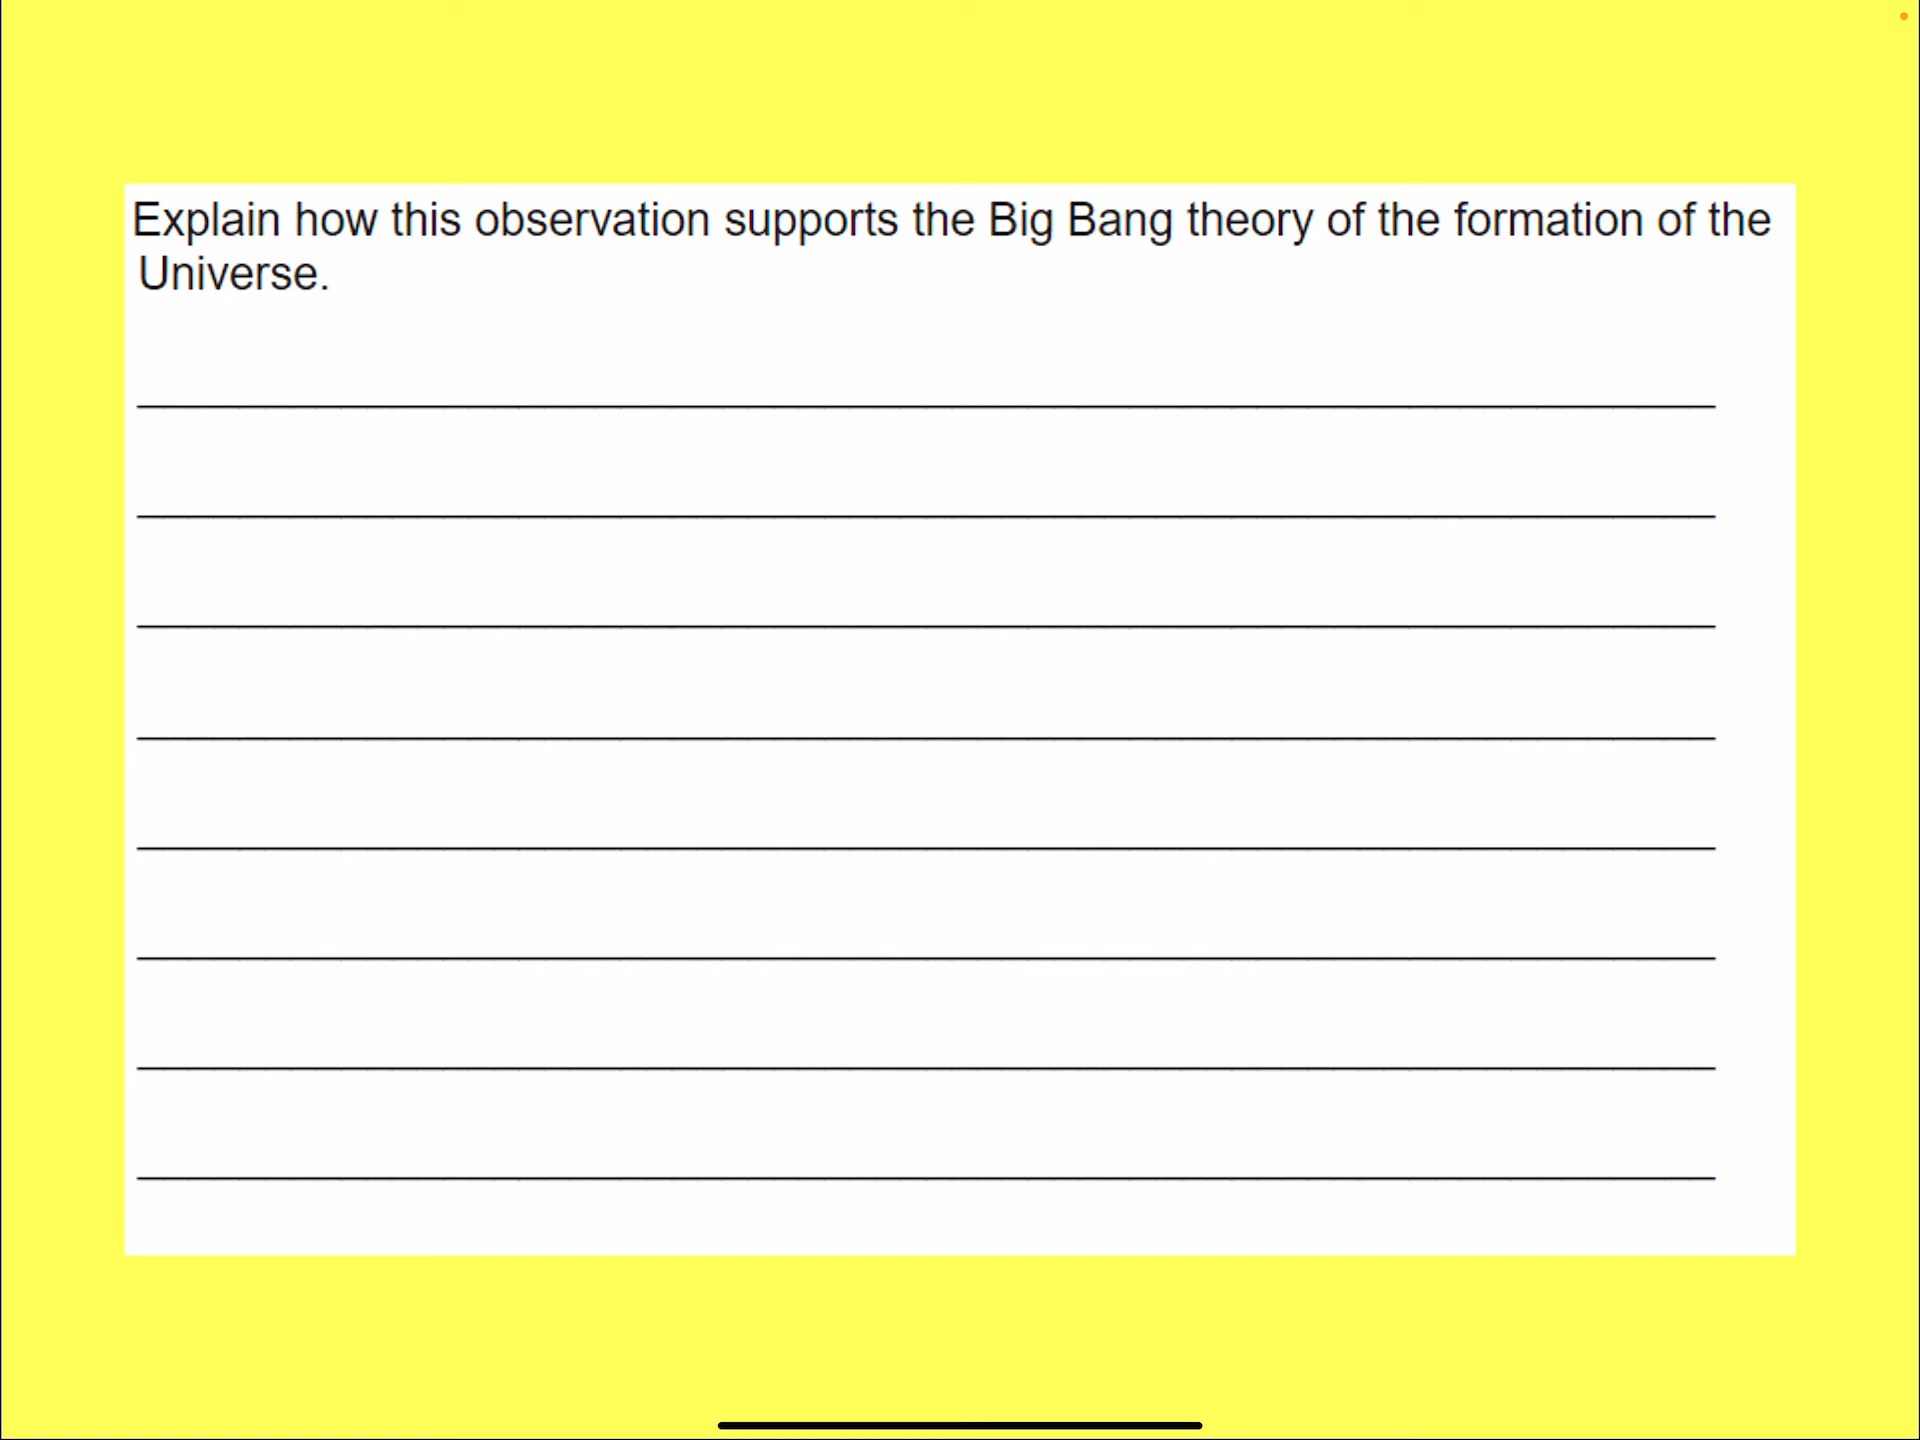 Explain how this observation supports the Big Bang theory of the formation of the
Universe.